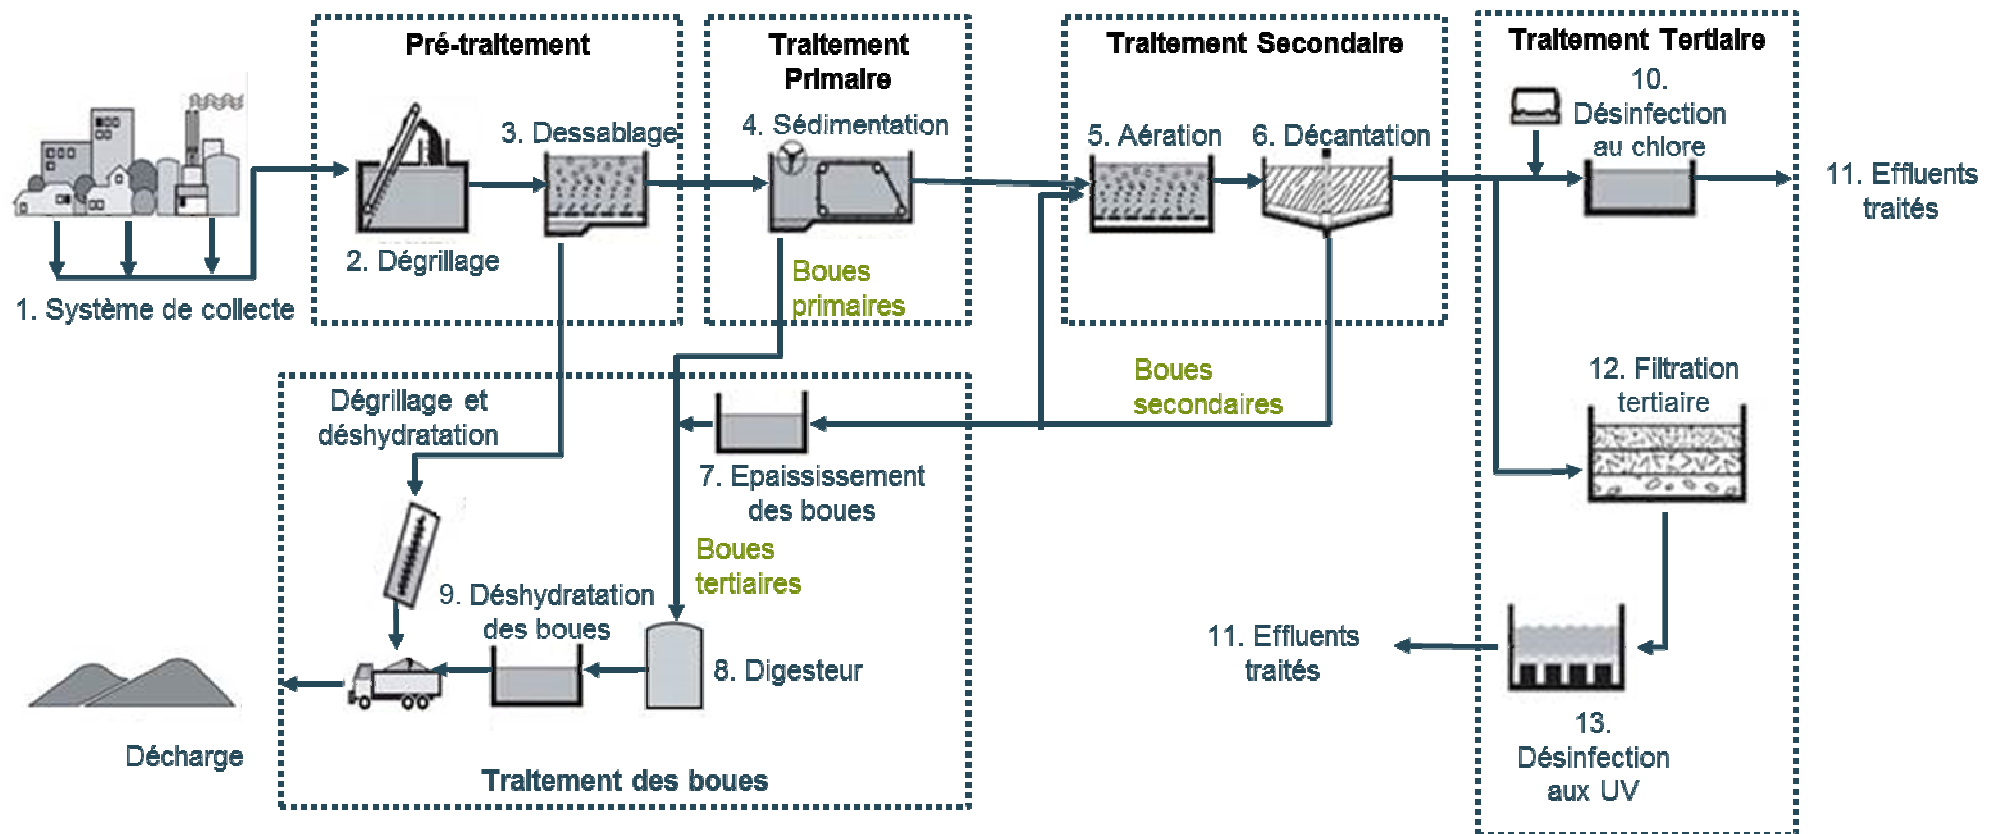 Pré-traitement
Traitement
Primaire
Traitement Secondaire
Traitement Tertiaire
1. Système de collecte
2. Dégrillage
3. Dessablage
4. Sédimentation
Boues
primaires
5. Aération
6. Décantation
10.
Désinfection
au chlore
11. Effluents
traités
Boues
secondaires
12. Filtration
tertiaire
Dégrillage et
déshydratation
7. Epaississement
des boues
Boues
tertiaires
9. Déshydratation
des boues
8. Digesteur
11. Effluents
traités
13.
Désinfection
aux UV
Décharge
Traitement des boues